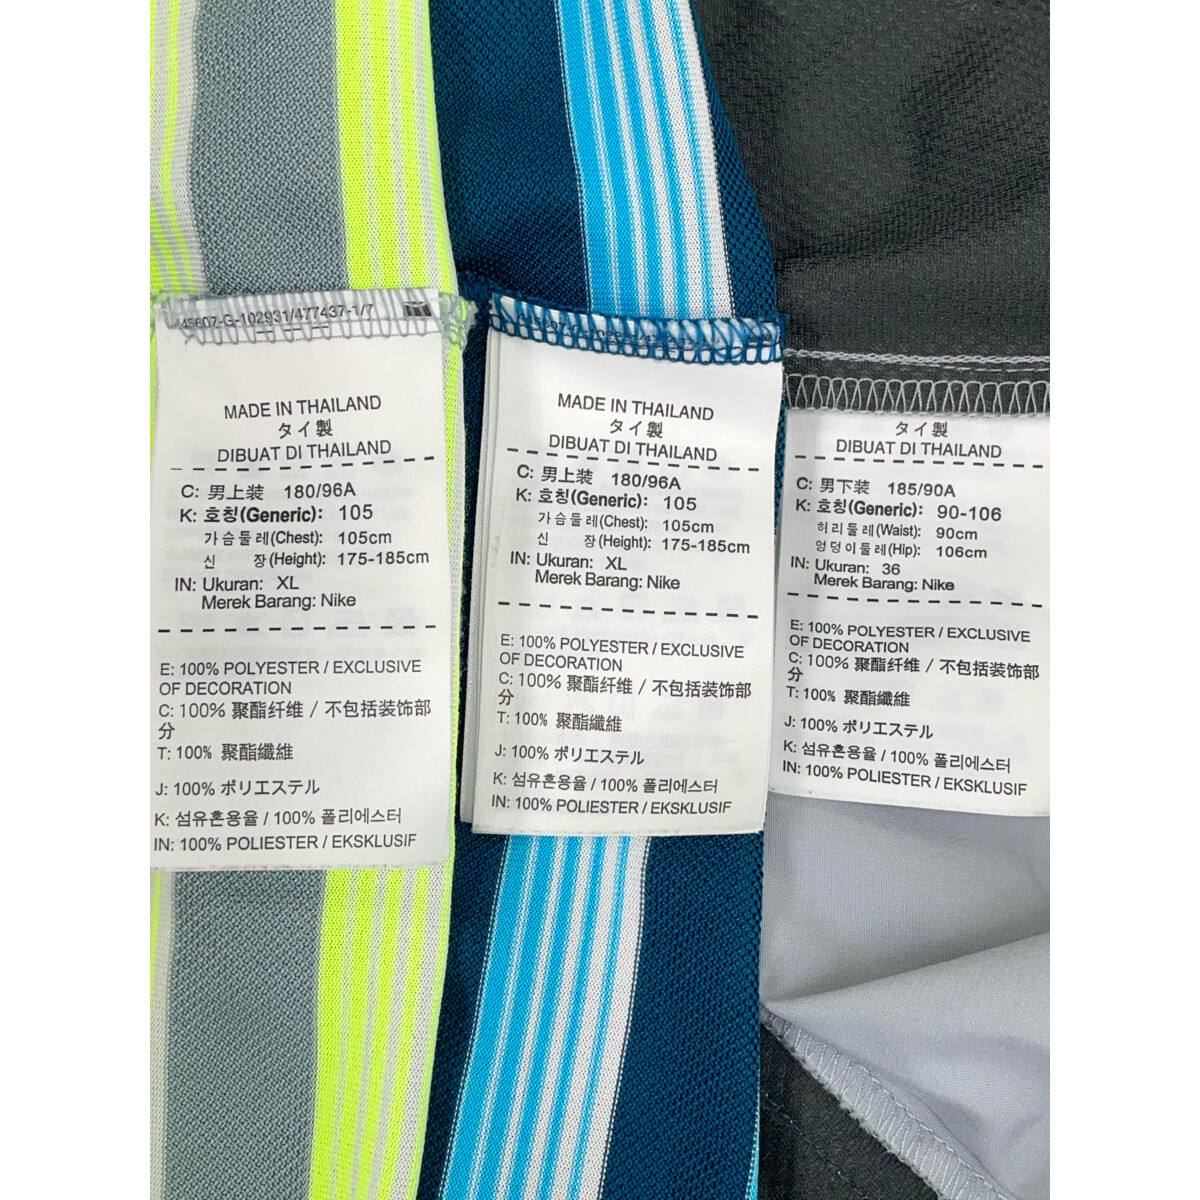 445607-G-102931/477437-1/7
MADE IN THAILAND
タイ製
DIBUAT DI THAILAND
C: 男上装 180/96A
K: 호칭(Generic): 105
가슴둘레(Chest): 105cm
신 장(Height): 175-185cm
IN: Ukuran: XL
Merek Barang: Nike
E: 100% POLYESTER / EXCLUSIVE
OF DECORATION
C: 100% 聚酯纤维 / 不包括装饰部
分
T: 100% 聚酯纖維
J: 100% ポリエステル
K: 섬유혼용율 / 100% 폴리에스터
IN: 100% POLIESTER / EKSKLUSIF
MADE IN THAILAND
タイ製
DIBUAT DI THAILAND
C: 男上装 180/96A
K: 호칭(Generic): 105
가슴둘레(Chest): 105cm
신 장(Height): 175-185cm
IN: Ukuran: XL
Merek Barang: Nike
E: 100% POLYESTER / EXCLUSIVE
OF DECORATION
C: 100% 聚酯纤维 / 不包括装饰部
分
T: 100% 聚酯纖維
J: 100% ポリエステル
K: 섬유혼용율 / 100% 폴리에스터
IN: 100% POLIESTER / EKSKLUSIF
タイ製
DIBUAT DI THAILAND
C: 男下装 185/90A
K: 호칭(Generic): 90-106
허리둘레(Waist): 90cm
엉덩이둘레(Hip): 106cm
IN: Ukuran: 36
Merek Barang: Nike
E: 100% POLYESTER / EXCLUSIVE
OF DECORATION
C: 100% 聚酯纤维 / 不包括装饰部
分
T: 100% 聚酯纖維
J: 100% ポリエステル
K: 섬유혼용율 / 100% 폴리에스터
IN: 100% POLIESTER / EKSKLUSIF